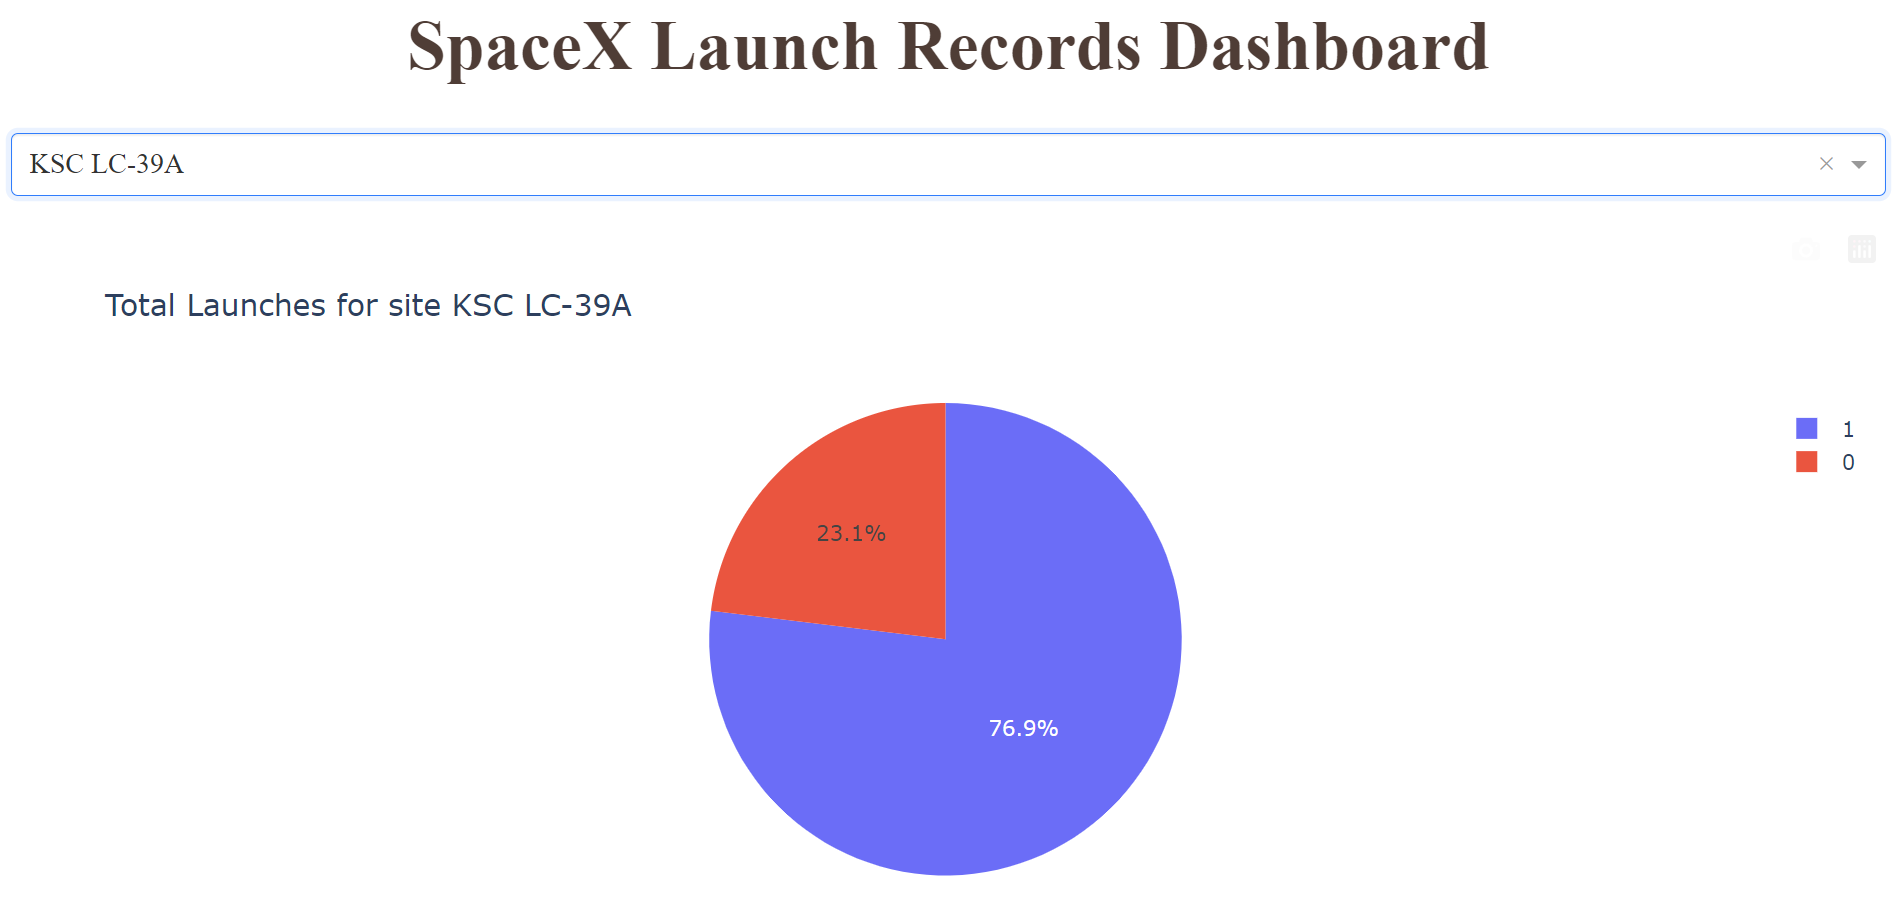 SpaceX Launch Records Dashboard
KSC LC-39A
Total Launches for site KSC LC-39A
1
0
23.1%
76.9%